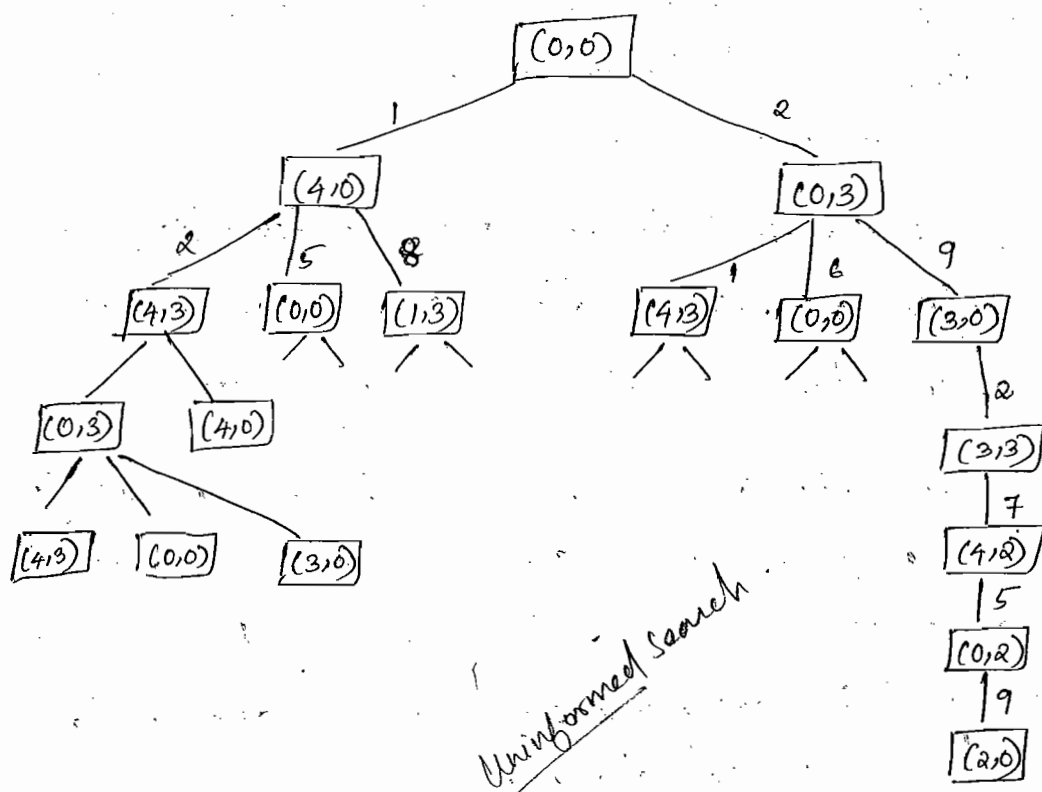 (0,0)
1 2
(4,0) (0,3)
2 5 8 1 6 9
(4,3) (0,0) (1,3) (4,3) (0,0) (3,0)
2
(0,3) (4,0) (3,3)
7
(4,3) (0,0) (3,0) (4,2)
5
(0,2)
9
(2,0)
Uninformed search